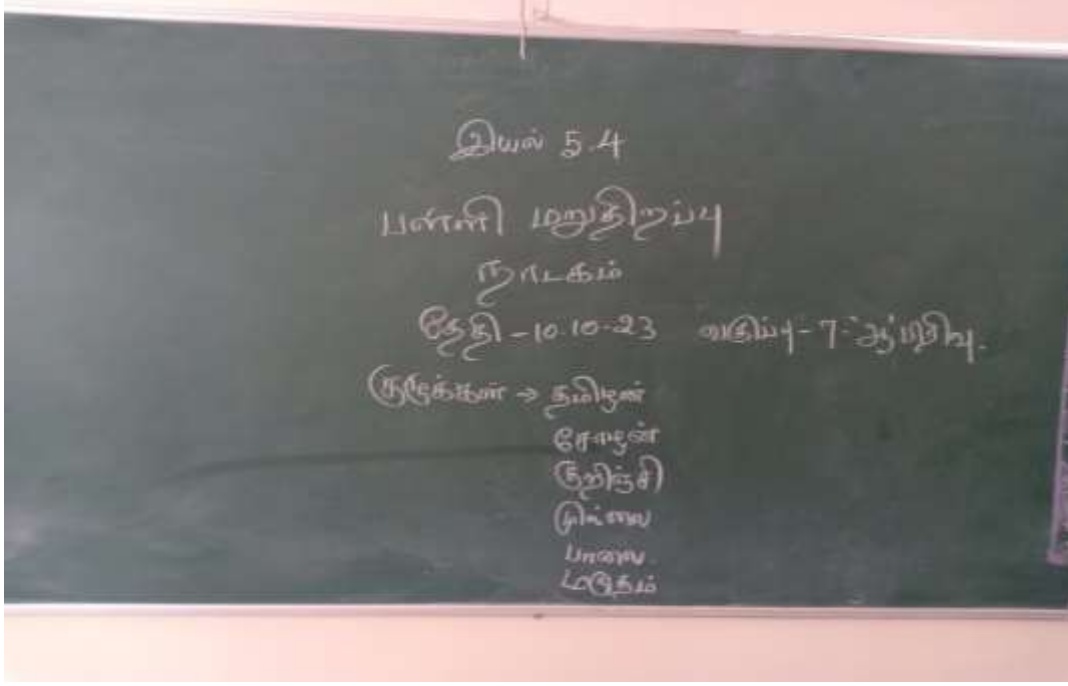 இயல் 5.4
பள்ளி மறுதிறப்பு
நாடகம்
தேதி - 10.10.23 வகுப்பு - 7 - ஆ பிரிவு.
குழுக்கள் → தமிழன்
சோழன்
குறிஞ்சி
முல்லை
பாலை
மருதம்